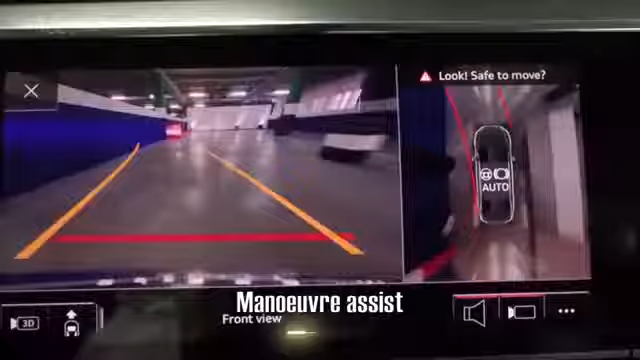 Look! Safe to move?
AUTO
Manoeuvre assist
3D
Front view